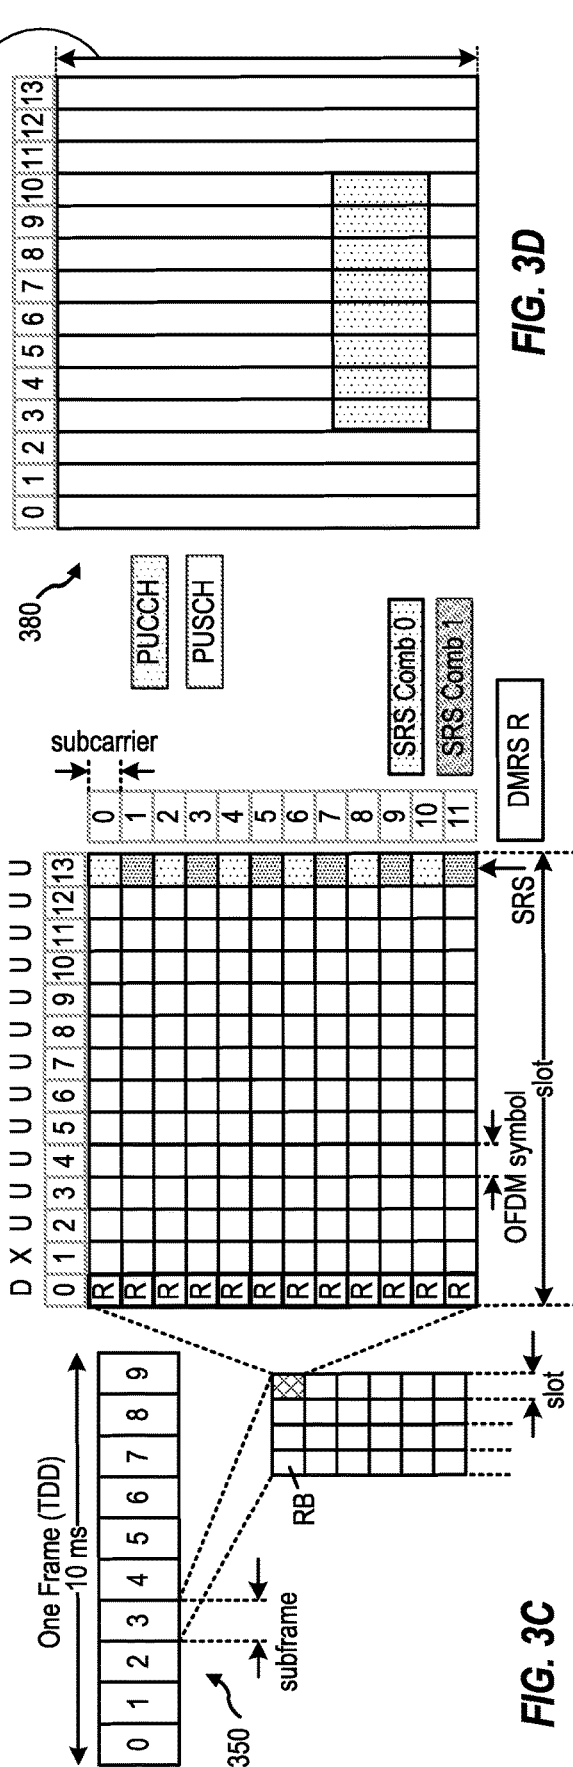 One Frame (TDD)
10 ms
0 1 2 3 4 5 6 7 8 9
350
subframe
RB
slot
D X U U U U U U U U U U U U
0 1 2 3 4 5 6 7 8 9 10 11 12 13
R
R
R
R
R
R
R
R
R
R
R
R
0
1
2
3
4
5
6
7
8
9
10
11
subcarrier
OFDM symbol
SRS
slot
PUCCH
PUSCH
SRS Comb 0
SRS Comb 1
DMRS R
FIG. 3C
380
0 1 2 3 4 5 6 7 8 9 10 11 12 13
FIG. 3D